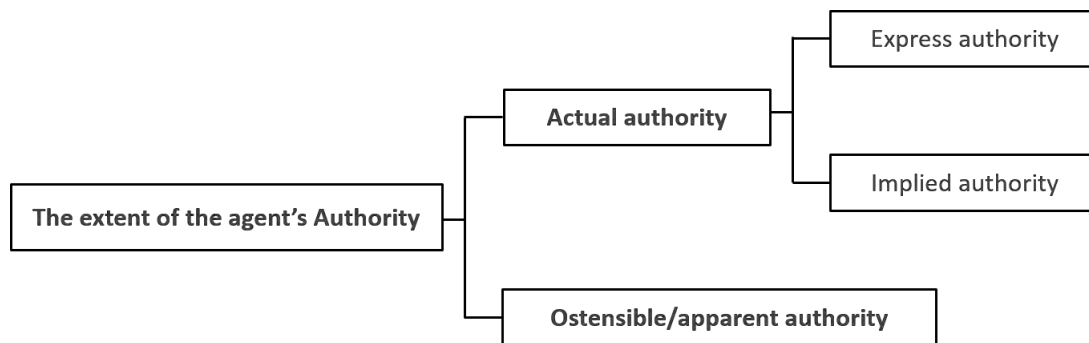 Express authority
Actual authority
Implied authority
The extent of the agent’s Authority
Ostensible/apparent authority